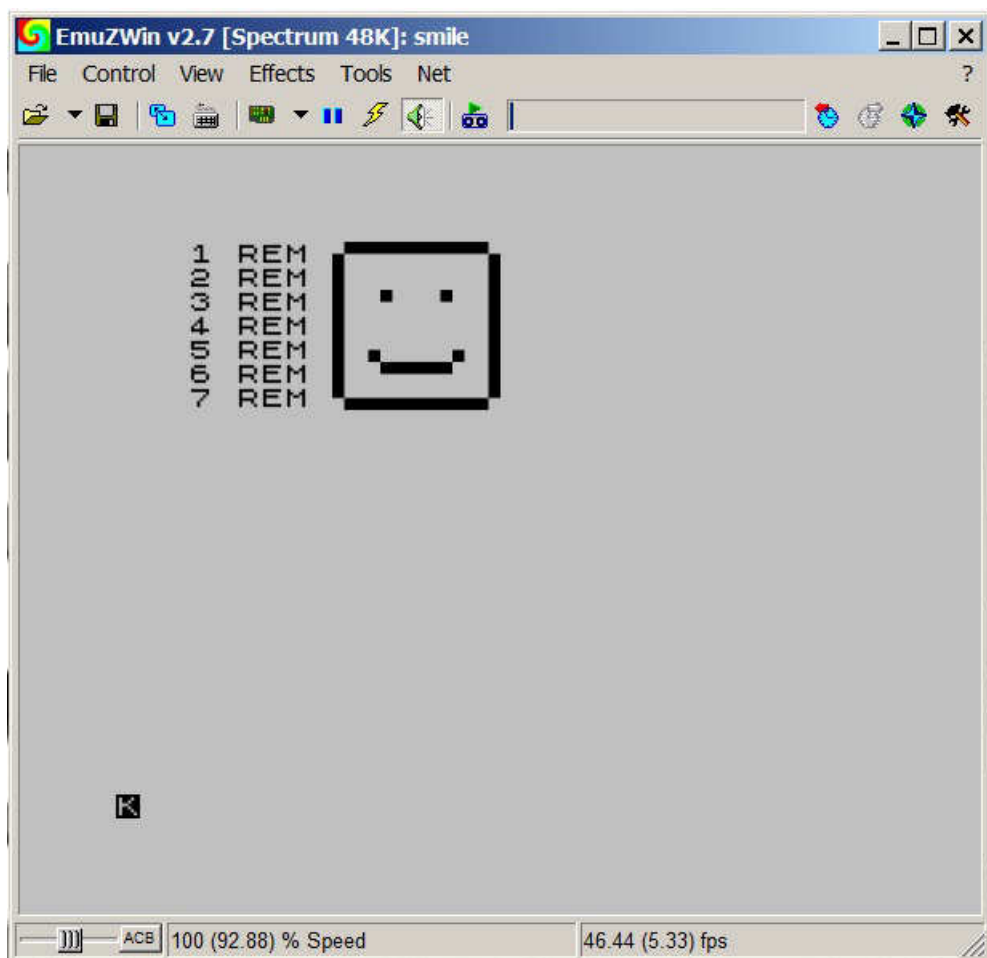 EmuZWin v2.7 [Spectrum 48K]: smile
File Control View Effects Tools Net ?
1 REM
2 REM
3 REM
4 REM
5 REM
6 REM
7 REM
K
ACB 100 (92.88) % Speed 46.44 (5.33) fps